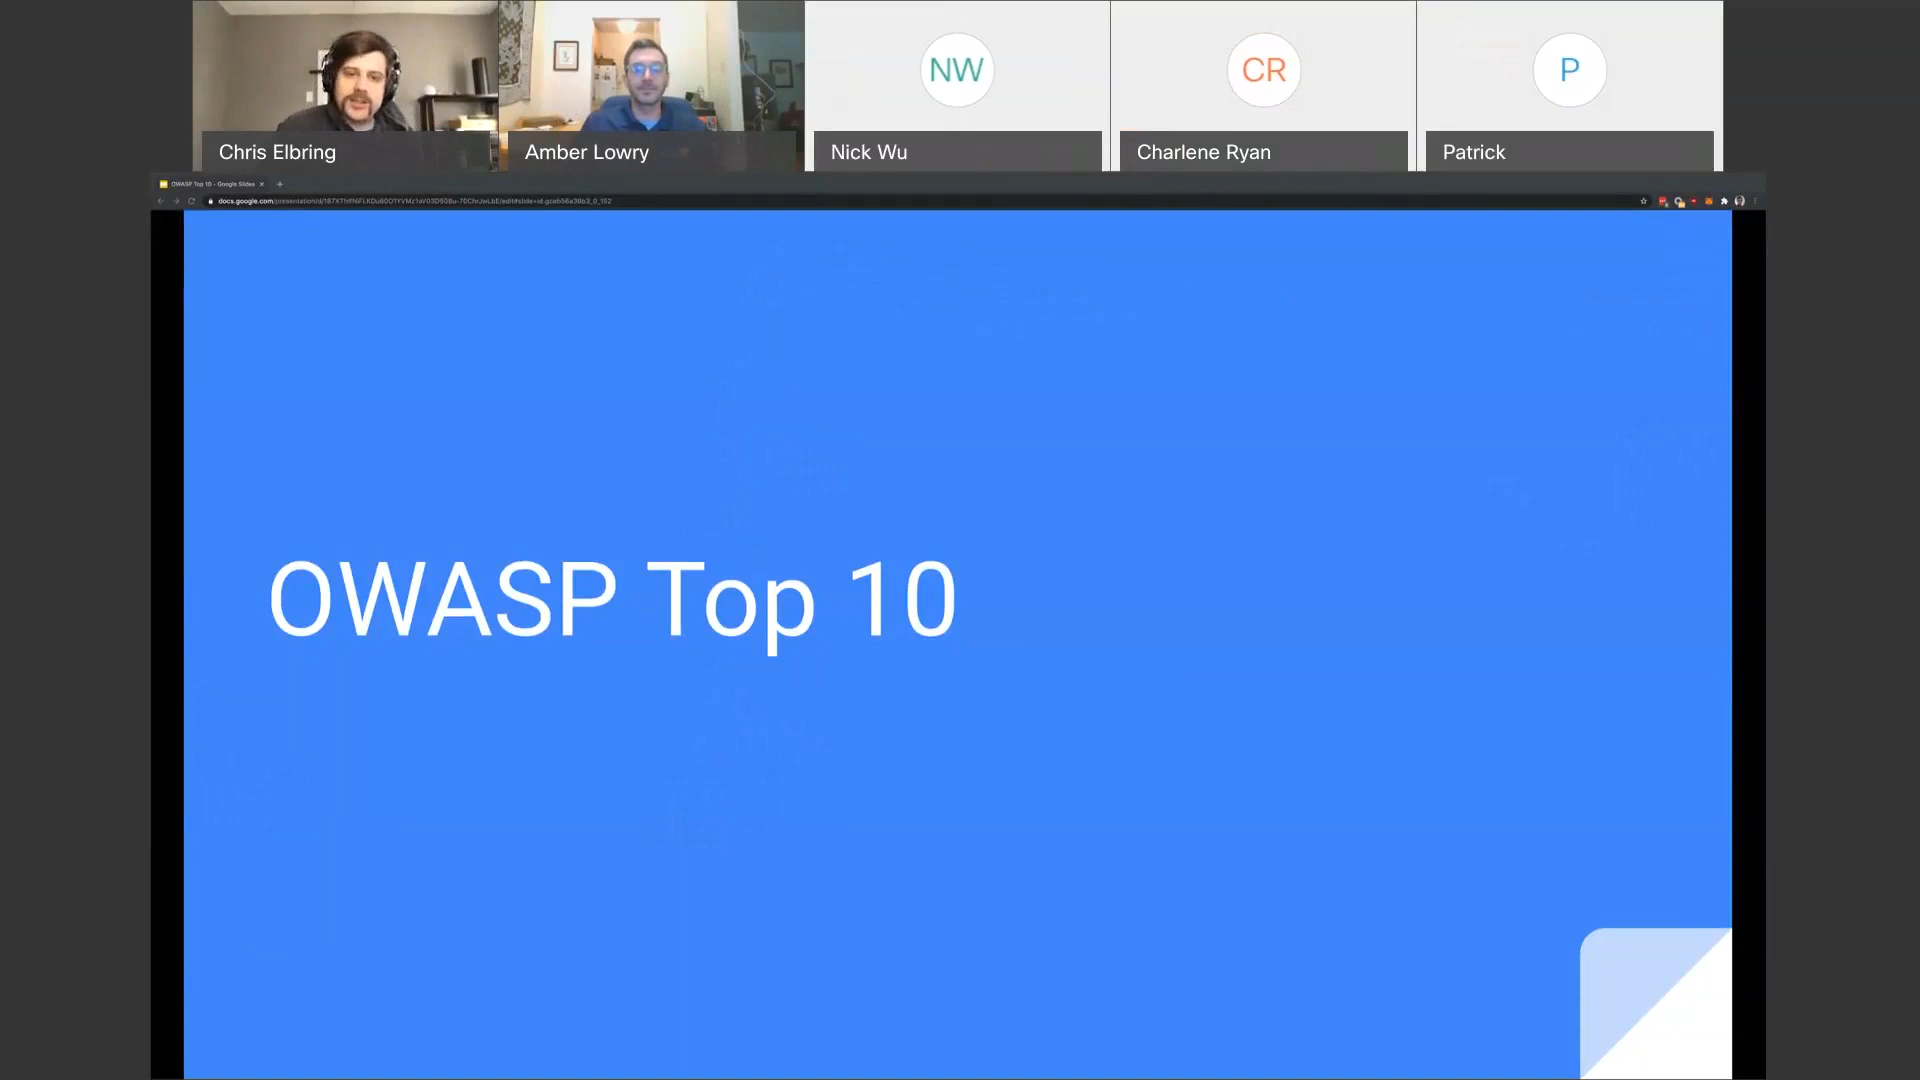 NW
CR
P
Chris Elbring
Amber Lowry
Nick Wu
Charlene Ryan
Patrick
OWASP Top 10 - Google Slides
OWASP Top 10